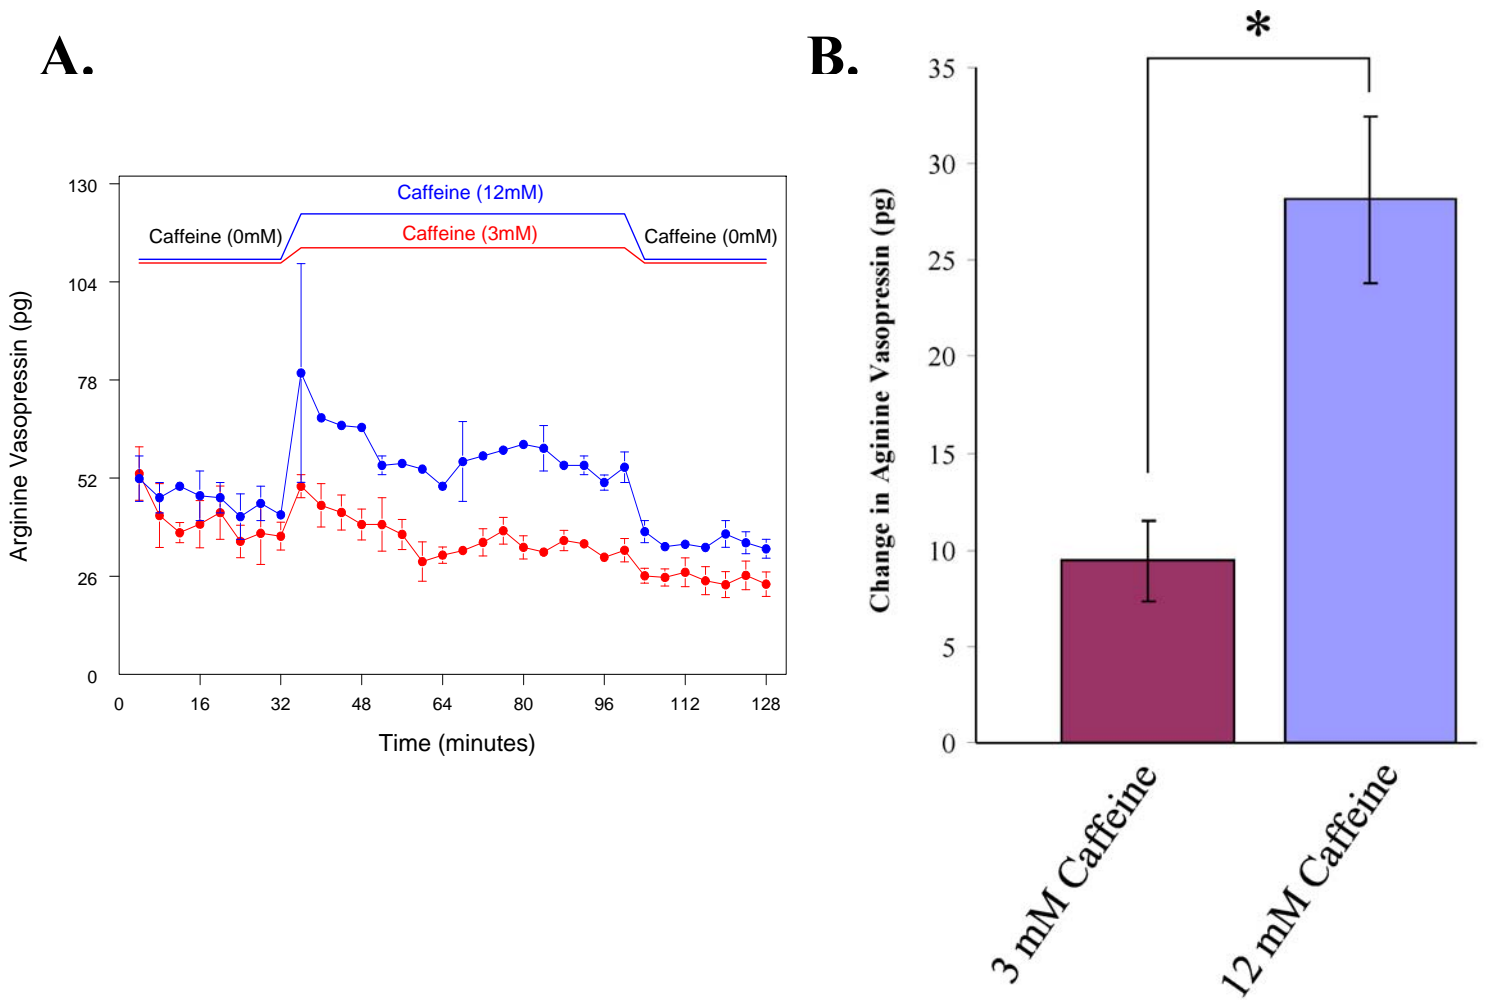 A.
130
104
78
52
26
0
Arginine Vasopressin (pg)
Caffeine (12mM)
Caffeine (0mM)
Caffeine (3mM)
Caffeine (0mM)
0 16 32 48 64 80 96 112 128
Time (minutes)
B.
*
35
30
25
20
15
10
5
0
Change in Aginine Vasopressin (pg)
3 mM Caffeine
12 mM Caffeine